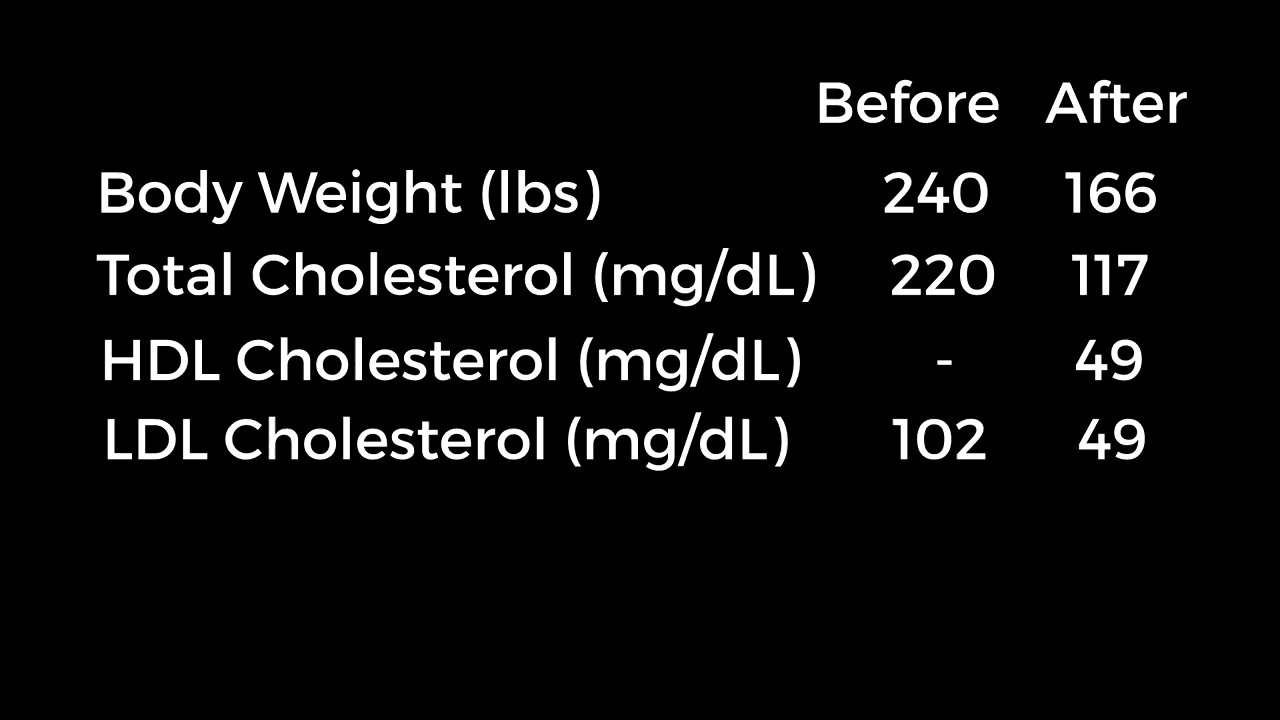 Before After
Body Weight (lbs) 240 166
Total Cholesterol (mg/dL) 220 117
HDL Cholesterol (mg/dL) - 49
LDL Cholesterol (mg/dL) 102 49